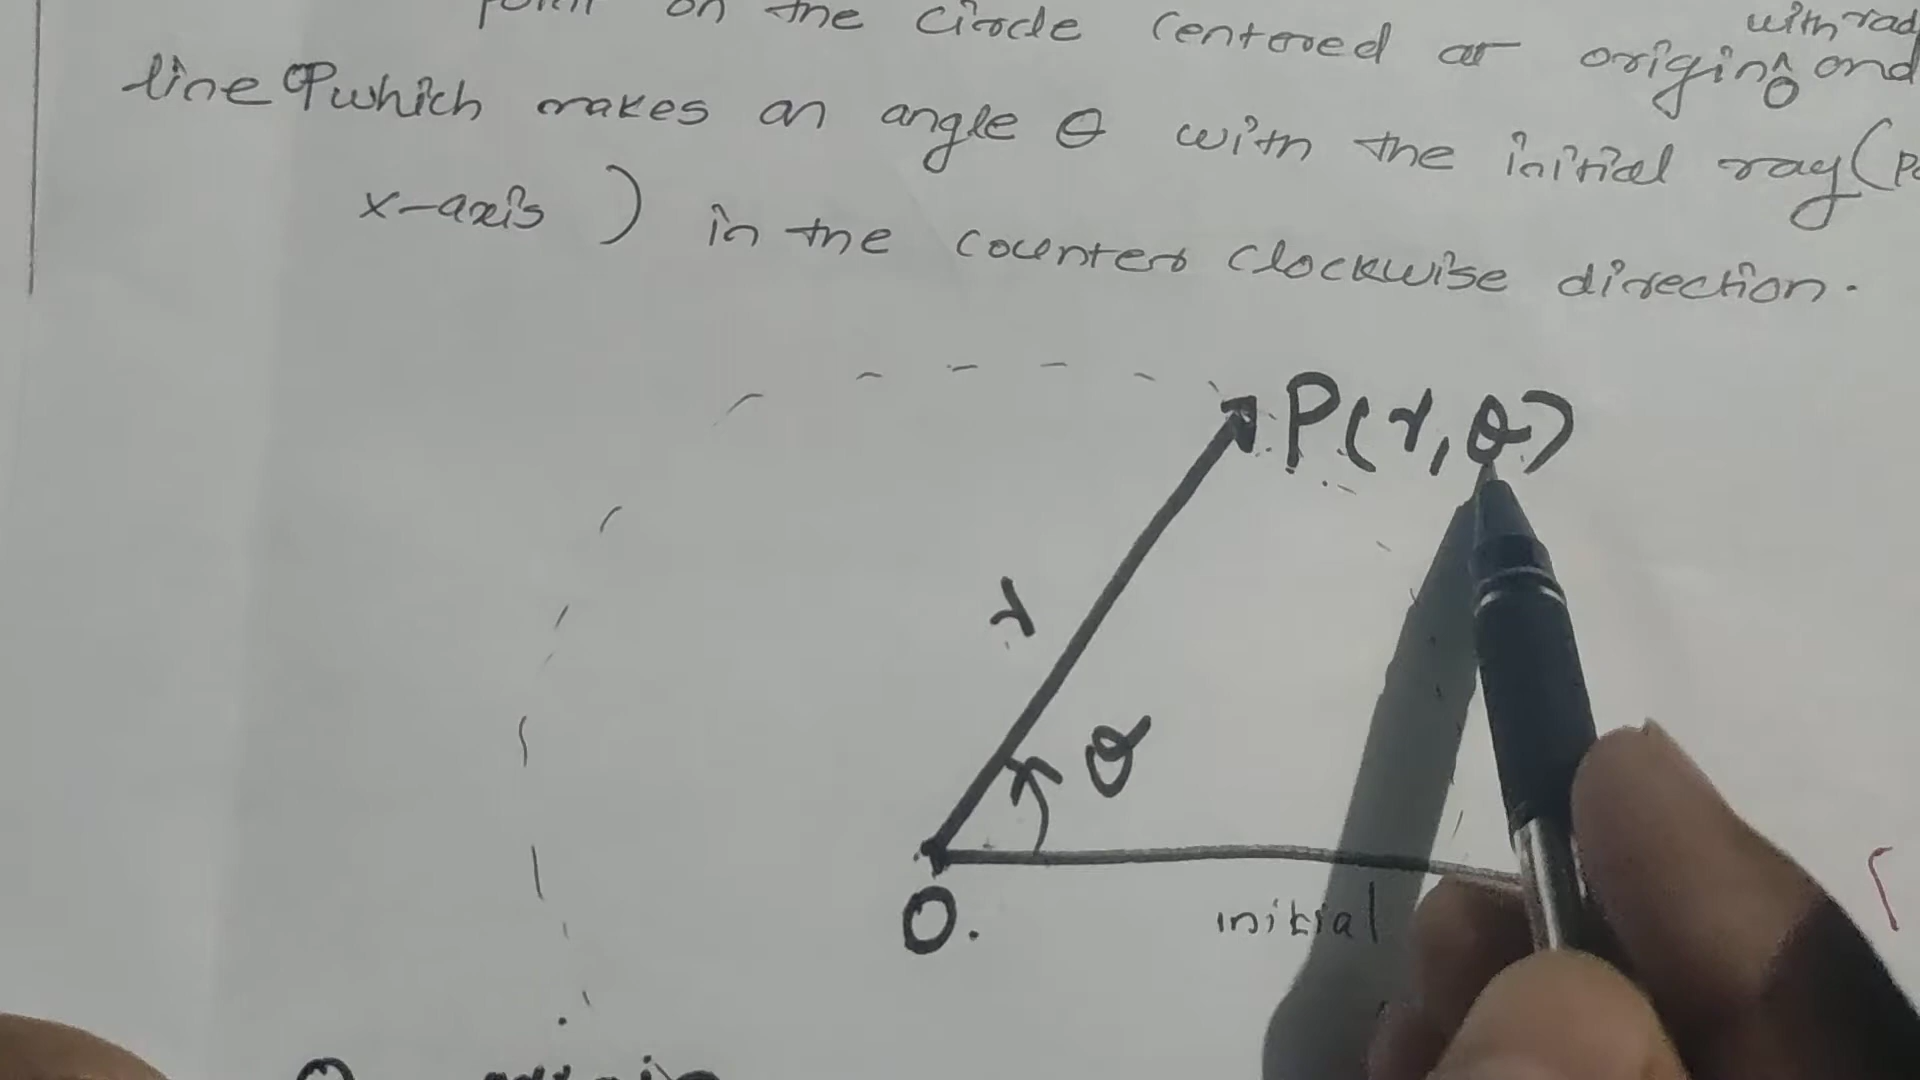 point on the circle centered at origin O with rad and
line OP which makes an angle θ with the initial ray (
x-axis ) in the counter clockwise direction.
P(r, θ)
r
θ
O.
initial